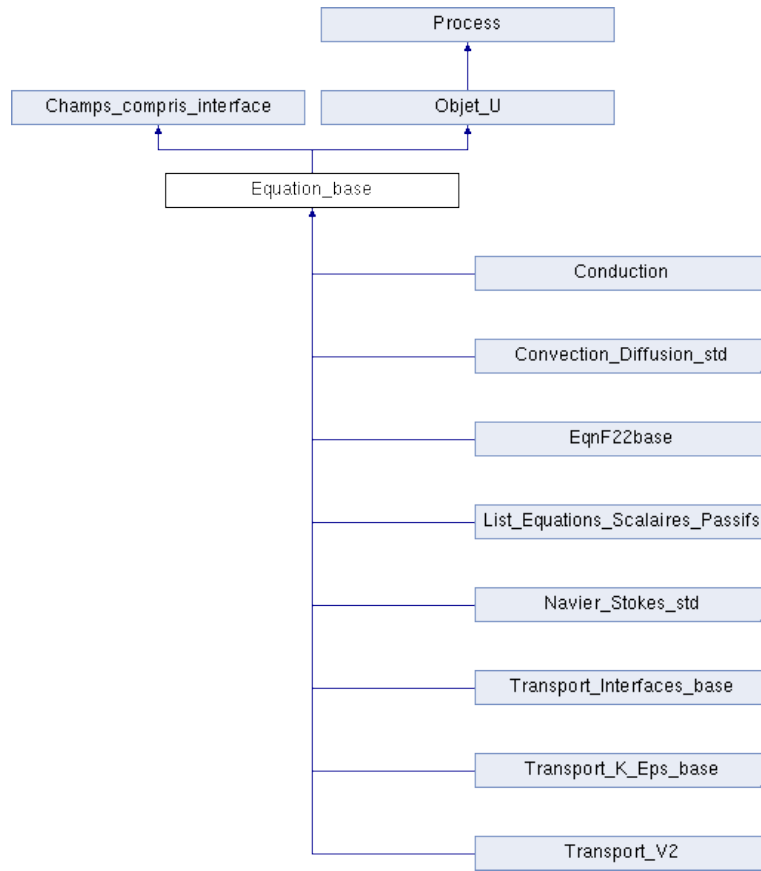 Process
Champs_compris_interface
Objet_U
Equation_base
Conduction
Convection_Diffusion_std
EqnF22base
List_Equations_Scalaires_Passifs
Navier_Stokes_std
Transport_Interfaces_base
Transport_K_Eps_base
Transport_V2